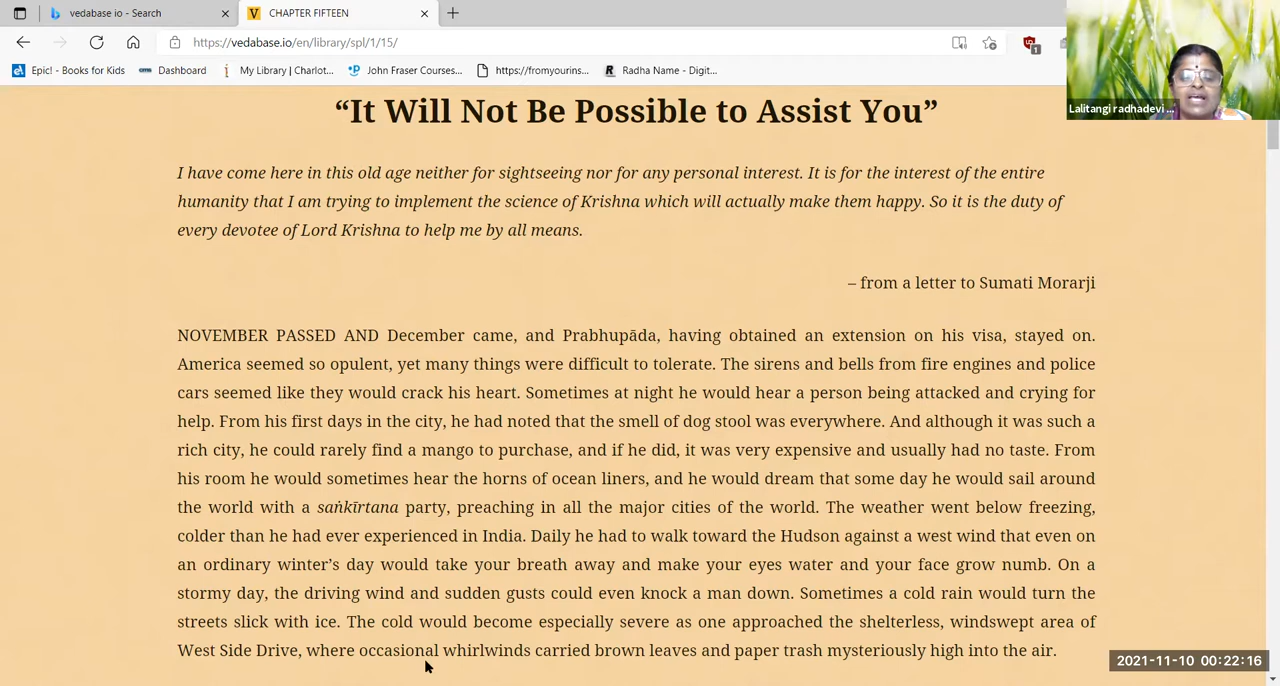 vedabase io - Search
CHAPTER FIFTEEN
https://vedabase.io/en/library/spl/1/15/
1
Epic! - Books for Kids
Dashboard
My Library | Charlot...
John Fraser Courses...
https://fromyourins...
Radha Name - Digit...
Lalitangi radhadevi ...
“It Will Not Be Possible to Assist You”
I have come here in this old age neither for sightseeing nor for any personal interest. It is for the interest of the entire
humanity that I am trying to implement the science of Krishna which will actually make them happy. So it is the duty of
every devotee of Lord Krishna to help me by all means.
– from a letter to Sumati Morarji
NOVEMBER PASSED AND December came, and Prabhupāda, having obtained an extension on his visa, stayed on.
America seemed so opulent, yet many things were difficult to tolerate. The sirens and bells from fire engines and police
cars seemed like they would crack his heart. Sometimes at night he would hear a person being attacked and crying for
help. From his first days in the city, he had noted that the smell of dog stool was everywhere. And although it was such a
rich city, he could rarely find a mango to purchase, and if he did, it was very expensive and usually had no taste. From
his room he would sometimes hear the horns of ocean liners, and he would dream that some day he would sail around
the world with a saṅkīrtana party, preaching in all the major cities of the world. The weather went below freezing,
colder than he had ever experienced in India. Daily he had to walk toward the Hudson against a west wind that even on
an ordinary winter’s day would take your breath away and make your eyes water and your face grow numb. On a
stormy day, the driving wind and sudden gusts could even knock a man down. Sometimes a cold rain would turn the
streets slick with ice. The cold would become especially severe as one approached the shelterless, windswept area of
West Side Drive, where occasional whirlwinds carried brown leaves and paper trash mysteriously high into the air.
2021-11-10 00:22:16